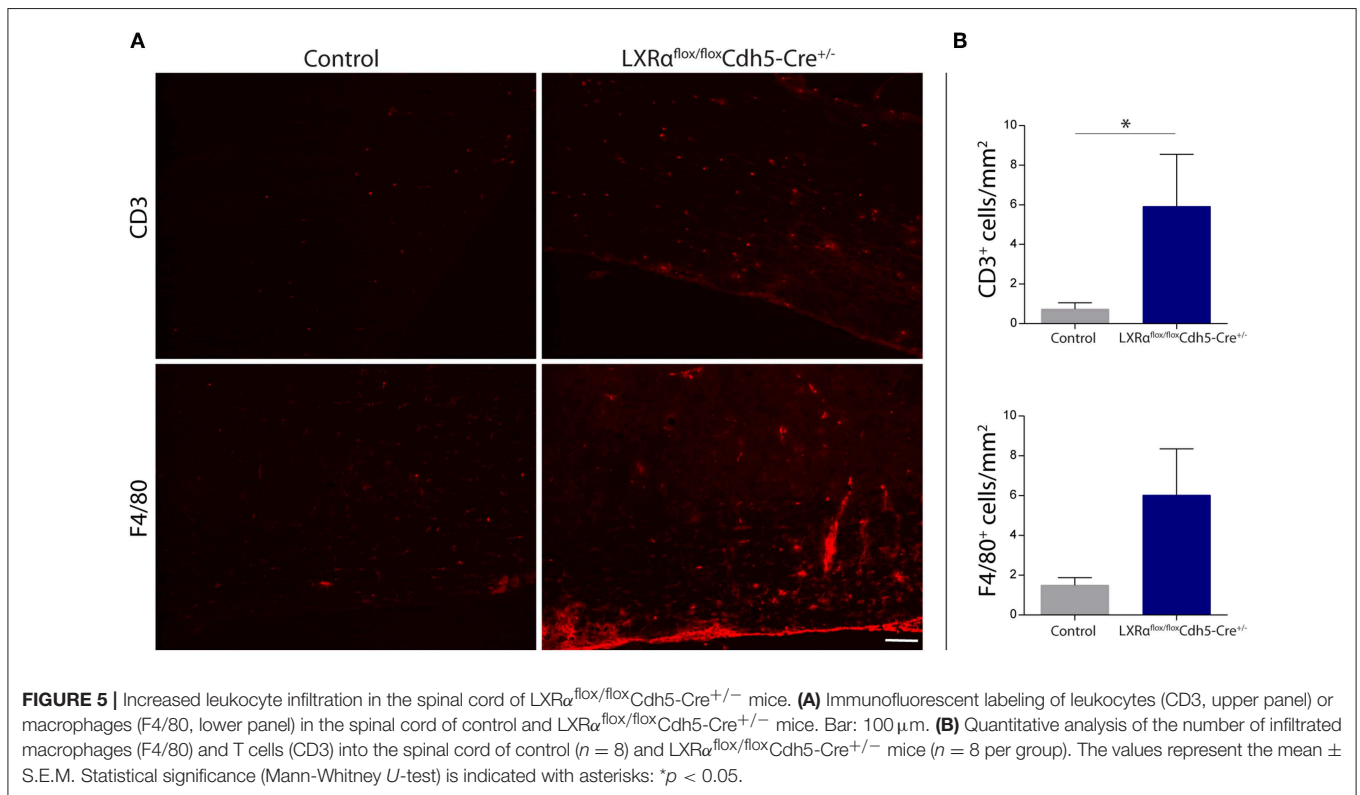 A
B
Control
LXRα^flox/flox Cdh5-Cre^+/-
CD3
F4/80
10
8
6
4
2
0
CD3⁺ cells/mm²
*
Control
LXRα^flox/flox Cdh5-Cre^+/-
10
8
6
4
2
0
F4/80⁺ cells/mm²
Control
LXRα^flox/flox Cdh5-Cre^+/-
FIGURE 5 | Increased leukocyte infiltration in the spinal cord of LXRα^flox/flox Cdh5-Cre^+/− mice. (A) Immunofluorescent labeling of leukocytes (CD3, upper panel) or
macrophages (F4/80, lower panel) in the spinal cord of control and LXRα^flox/flox Cdh5-Cre^+/− mice. Bar: 100 μm. (B) Quantitative analysis of the number of infiltrated
macrophages (F4/80) and T cells (CD3) into the spinal cord of control (n = 8) and LXRα^flox/flox Cdh5-Cre^+/− mice (n = 8 per group). The values represent the mean ±
S.E.M. Statistical significance (Mann-Whitney U-test) is indicated with asterisks: *p < 0.05.